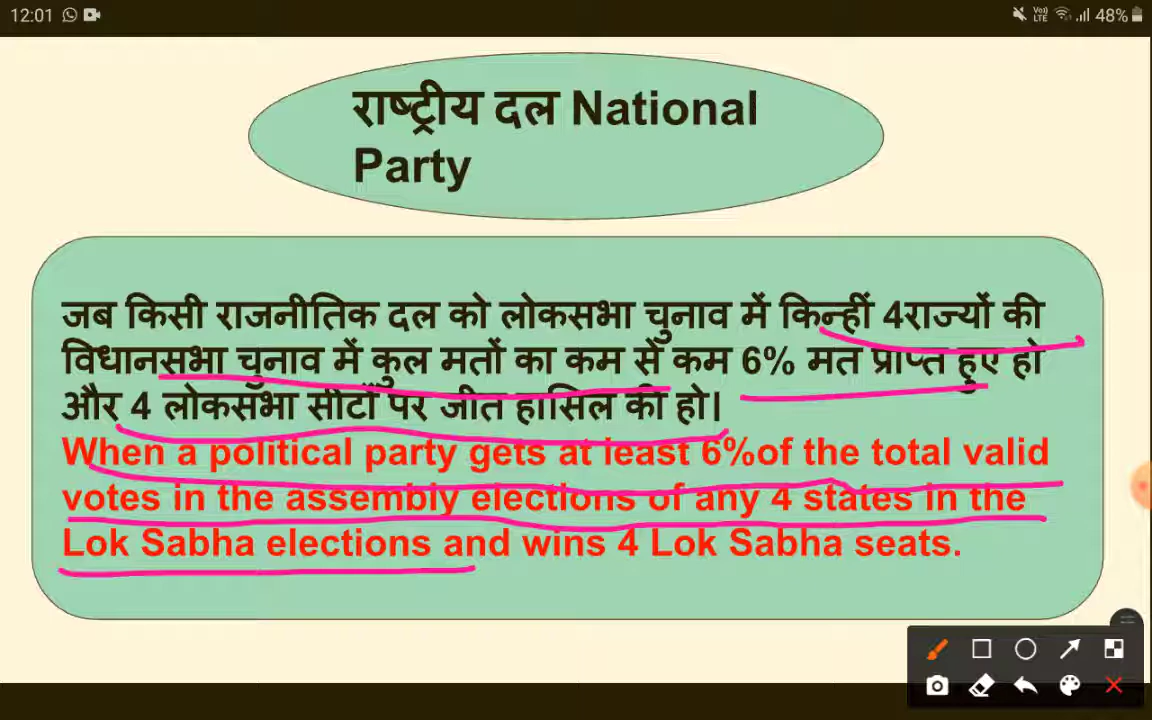 12:01
Vo) LTE 48%
राष्ट्रीय दल National
Party
जब किसी राजनीतिक दल को लोकसभा चुनाव में किन्हीं 4राज्यों की
विधानसभा चुनाव में कुल मतों का कम से कम 6% मत प्राप्त हुए हो
और 4 लोकसभा सीटों पर जीत हासिल की हो।
When a political party gets at least 6%of the total valid
votes in the assembly elections of any 4 states in the
Lok Sabha elections and wins 4 Lok Sabha seats.